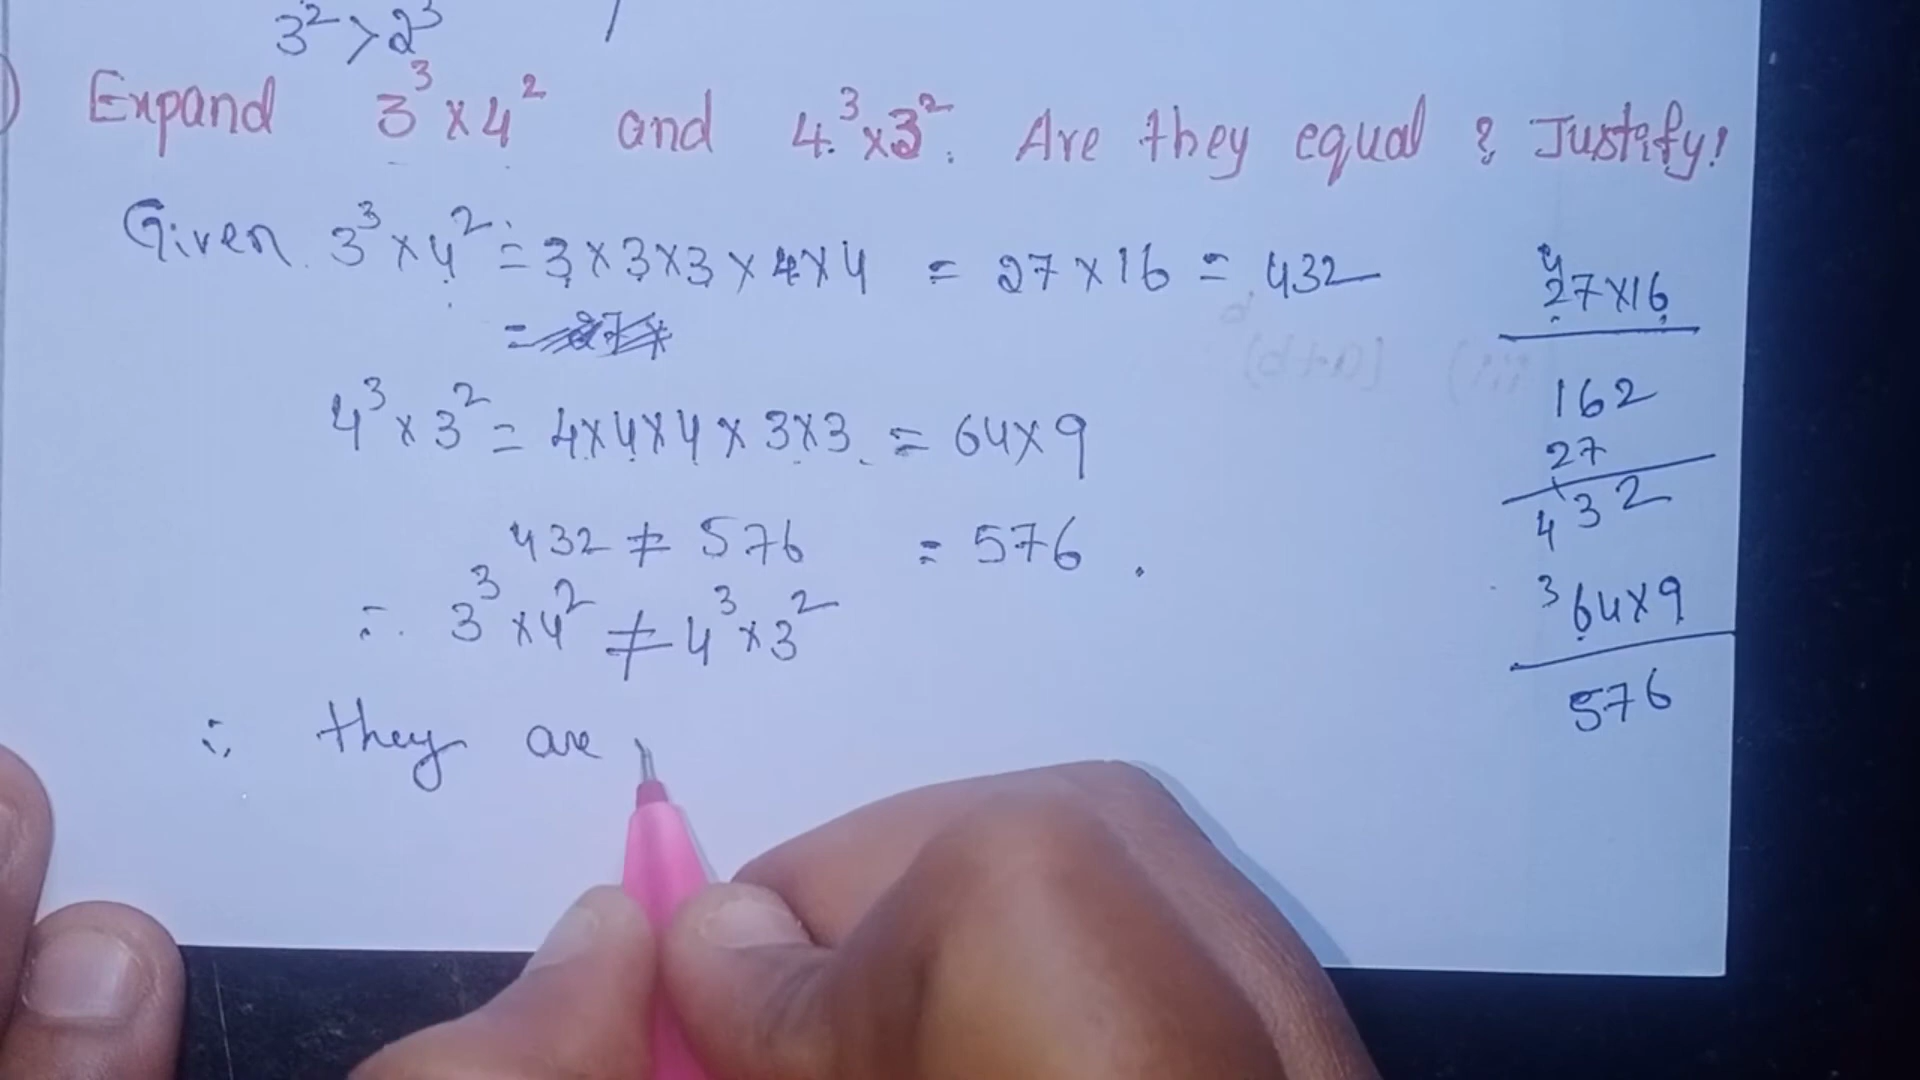 3² > 2³
Expand 3³ × 4² and 4³ × 3². Are they equal ? Justify!
Given 3³ × 4² = 3 × 3 × 3 × 4 × 4 = 27 × 16 = 432
4³ × 3² = 4 × 4 × 4 × 3 × 3 = 64 × 9
432 ≠ 576 = 576.
∴ 3³ × 4² ≠ 4³ × 3²
∴ they are
4
27 × 16
162
27
432
3 64 × 9
576